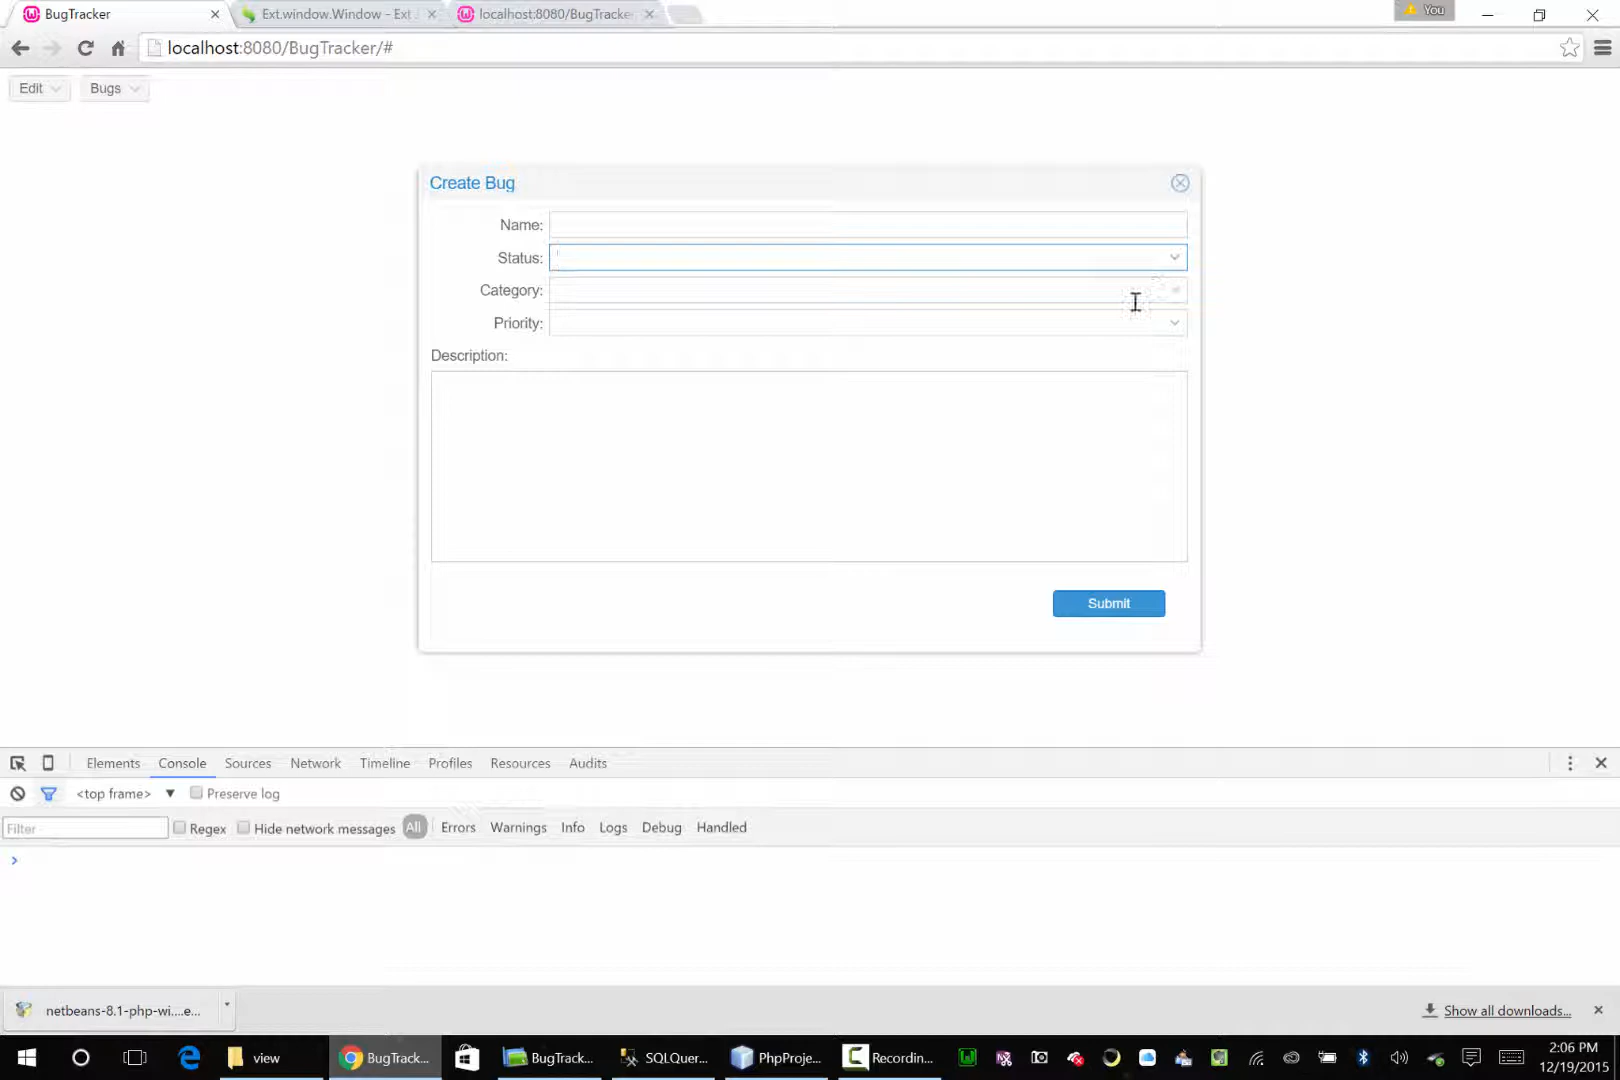 BugTracker
Ext.window.Window - Ext
localhost:8080/BugTracke
You
localhost:8080/BugTracker/#
Edit
Bugs
Create Bug
Name:
Status:
Category:
Priority:
Description:
Submit
Elements
Console
Sources
Network
Timeline
Profiles
Resources
Audits
<top frame>
Preserve log
Filter
Regex
Hide network messages
All
Errors
Warnings
Info
Logs
Debug
Handled
netbeans-8.1-php-wi....e...
Show all downloads...
view
BugTrack...
BugTrack...
SQLQuer...
PhpProje...
Recordin...
2:06 PM
12/19/2015